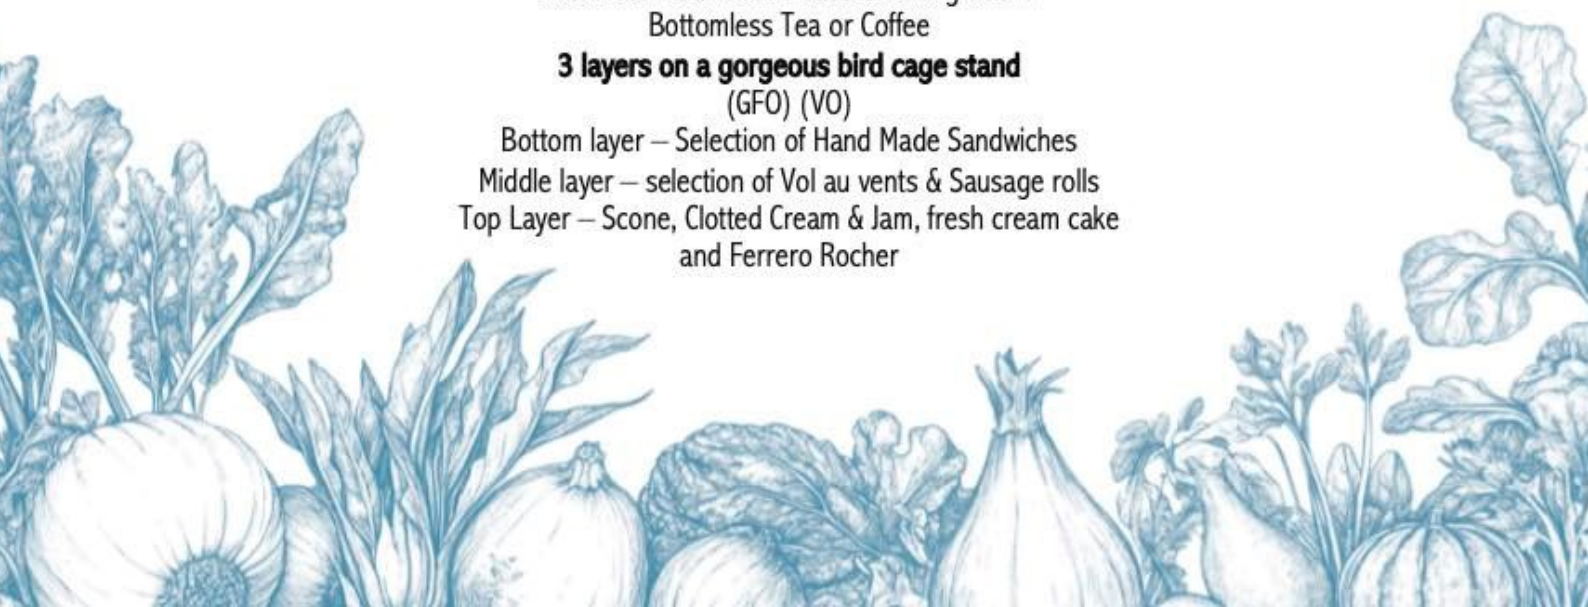 Bottomless Tea or Coffee
3 layers on a gorgeous bird cage stand
(GFO) (VO)
Bottom layer – Selection of Hand Made Sandwiches
Middle layer – selection of Vol au vents & Sausage rolls
Top Layer – Scone, Clotted Cream & Jam, fresh cream cake
and Ferrero Rocher